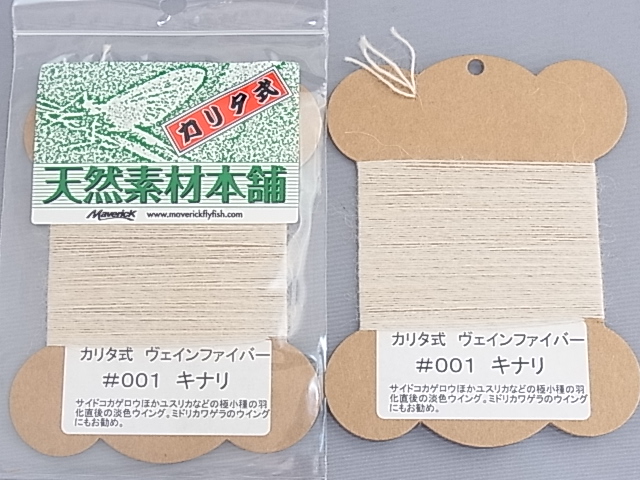 カリタ式
天然素材本舗
Maverick www.maverickflyfish.com
カリタ式 ヴェインファイバー
#001 キナリ
サイドコカゲロウほかユスリカなどの極小種の羽
化直後の淡色ウイング。ミドリカワゲラのウイング
にもお勧め。
カリタ式 ヴェインファイバー
#001 キナリ
サイドコカゲロウほかユスリカなどの極小種の羽
化直後の淡色ウイング。ミドリカワゲラのウイング
にもお勧め。